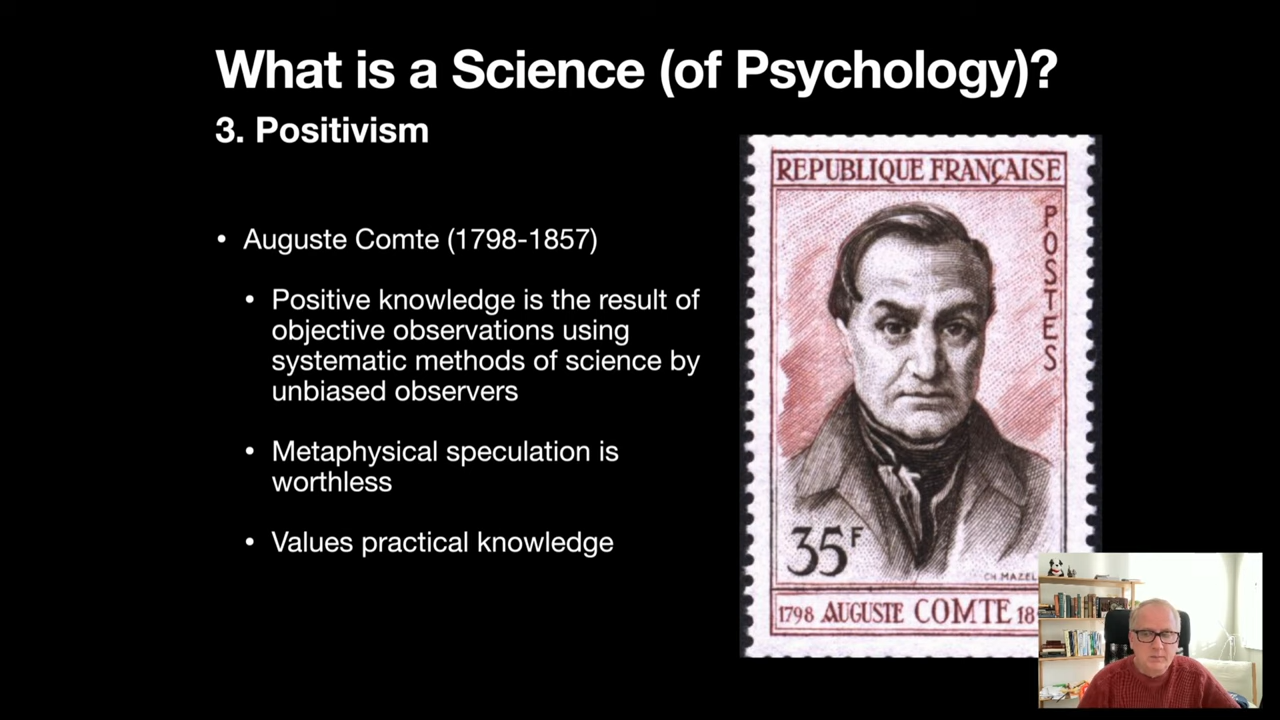 What is a Science (of Psychology)?
3. Positivism
• Auguste Comte (1798-1857)
• Positive knowledge is the result of
objective observations using
systematic methods of science by
unbiased observers
• Metaphysical speculation is
worthless
• Values practical knowledge
REPUBLIQUE FRANÇAISE
POSTES
35F
CH. MAZEL
1798 AUGUSTE COMTE 18